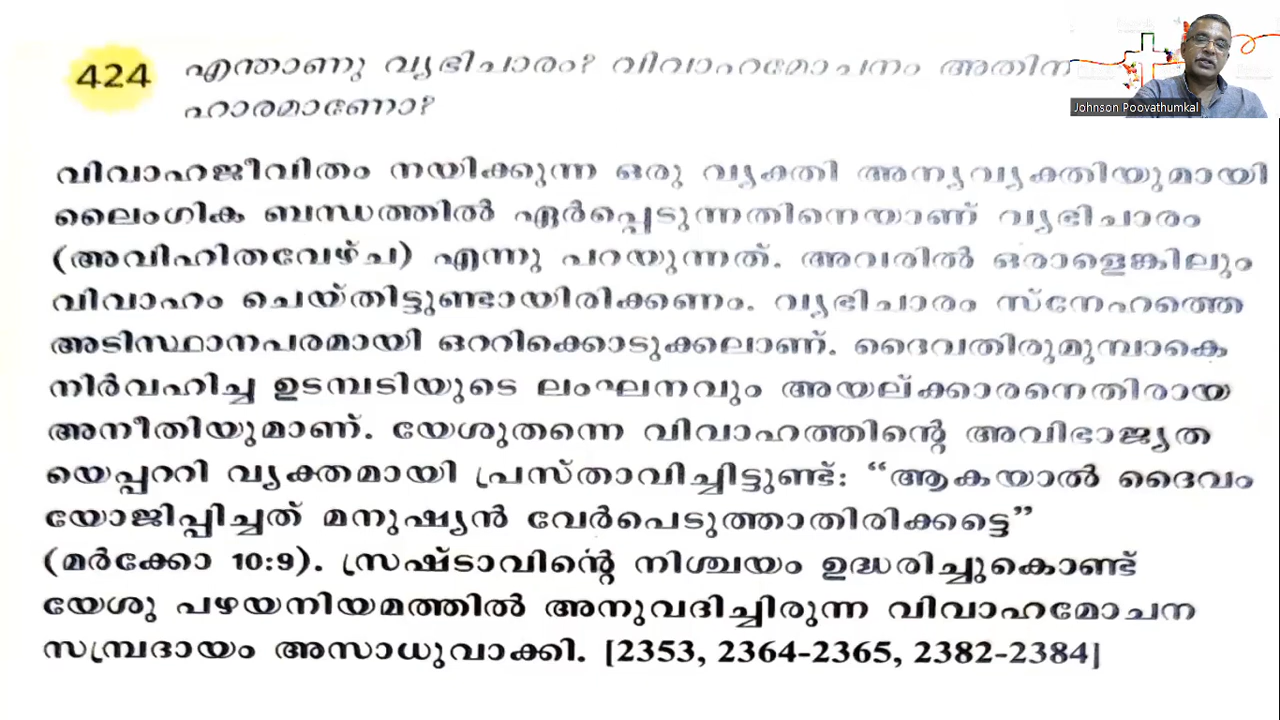 424 എന്താണു വ്യഭിചാരം? വിവാഹമോചനം അതിന
ഹാരമാണോ?
Johnson Poovathumkal
വിവാഹജീവിതം നയിക്കുന്ന ഒരു വ്യക്തി അന്യവ്യക്തിയുമായി
ലൈംഗിക ബന്ധത്തിൽ ഏർപ്പെടുന്നതിനെയാണ് വ്യഭിചാരം
(അവിഹിതവേഴ്ച) എന്നു പറയുന്നത്. അവരിൽ ഒരാളെങ്കിലും
വിവാഹം ചെയ്തിട്ടുണ്ടായിരിക്കണം. വ്യഭിചാരം സ്നേഹത്തെ
അടിസ്ഥാനപരമായി ഒററിക്കൊടുക്കലാണ്. ദൈവതിരുമുമ്പാകെ
നിർവഹിച്ച ഉടമ്പടിയുടെ ലംഘനവും അയല്ക്കാരനെതിരായ
അനീതിയുമാണ്. യേശുതന്നെ വിവാഹത്തിന്റെ അവിഭാജ്യത
യെപ്പററി വ്യക്തമായി പ്രസ്താവിച്ചിട്ടുണ്ട്: “ആകയാൽ ദൈവം
യോജിപ്പിച്ചത് മനുഷ്യൻ വേർപെടുത്താതിരിക്കട്ടെ”
(മർക്കോ 10:9). സ്രഷ്ടാവിന്റെ നിശ്ചയം ഉദ്ധരിച്ചുകൊണ്ട്
യേശു പഴയനിയമത്തിൽ അനുവദിച്ചിരുന്ന വിവാഹമോചന
സമ്പ്രദായം അസാധുവാക്കി. [2353, 2364-2365, 2382-2384]